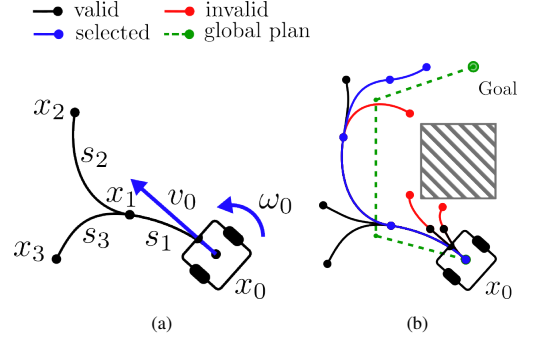 valid
invalid
selected
global plan
x₂
s₂
x₁
v₀
ω₀
s₁
s₃
x₃
x₀
(a)
Goal
x₀
(b)